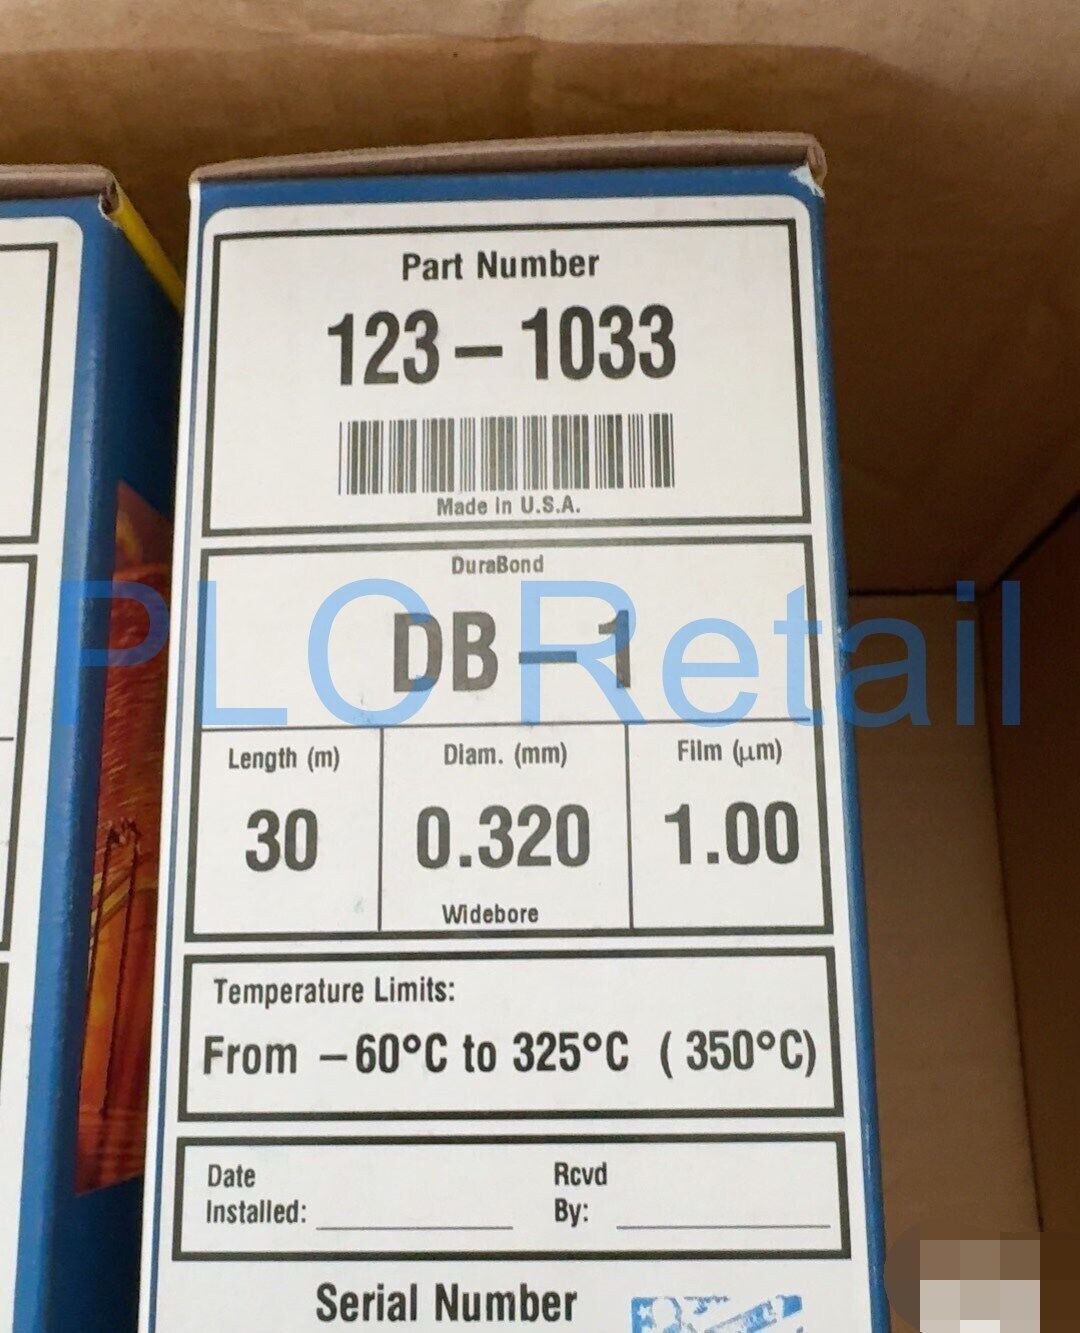 Part Number
123-1033
Made in U.S.A.
DuraBond
DB-1
PLC Retail
Length (m)
Diam. (mm)
Film (µm)
30
0.320
1.00
Widebore
Temperature Limits:
From -60°C to 325°C (350°C)
Date
Installed:
Rcvd
By:
Serial Number